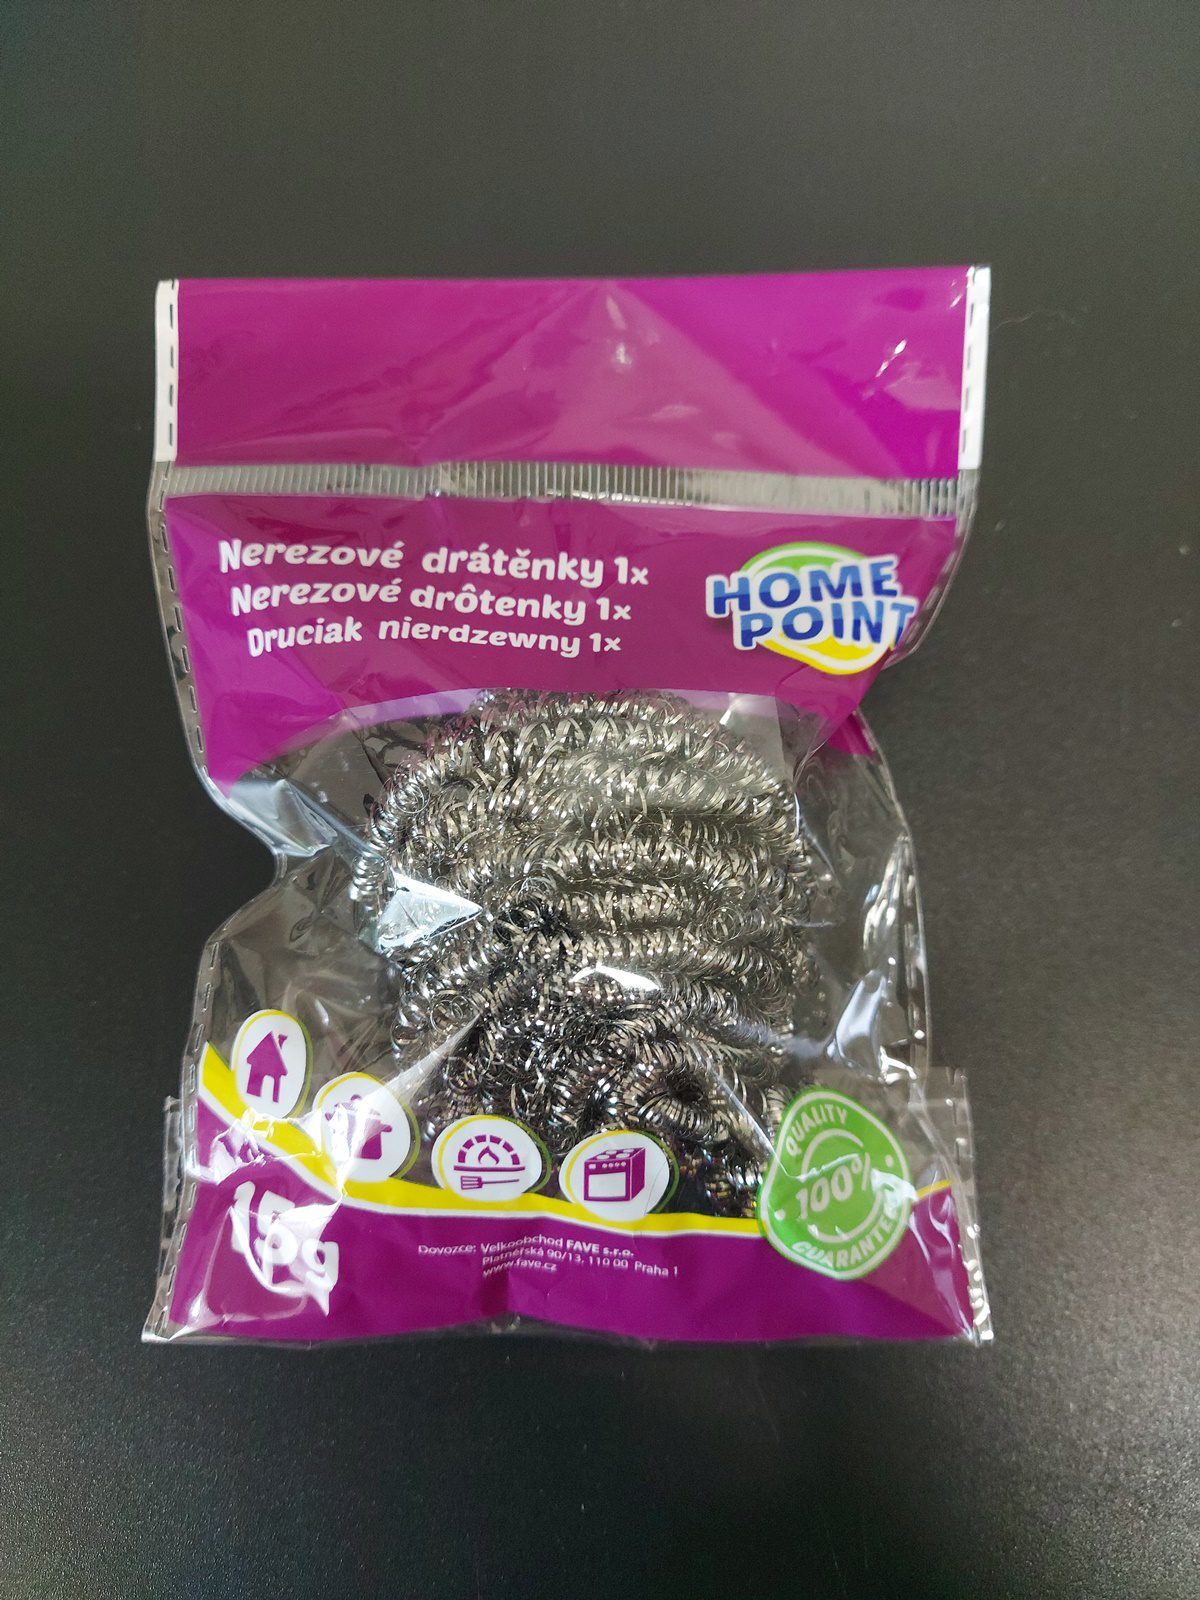 Nerezové drátěnky 1x
Nerezové drôtenky 1x
Druciak nierdzewny 1x
HOME
POINT
QUALITY
100%
GUARANTEE
15g
Dovozce: Velkoobchod FAVE s.r.o.
Platnéřská 90/13, 110 00 Praha 1
www.fave.cz